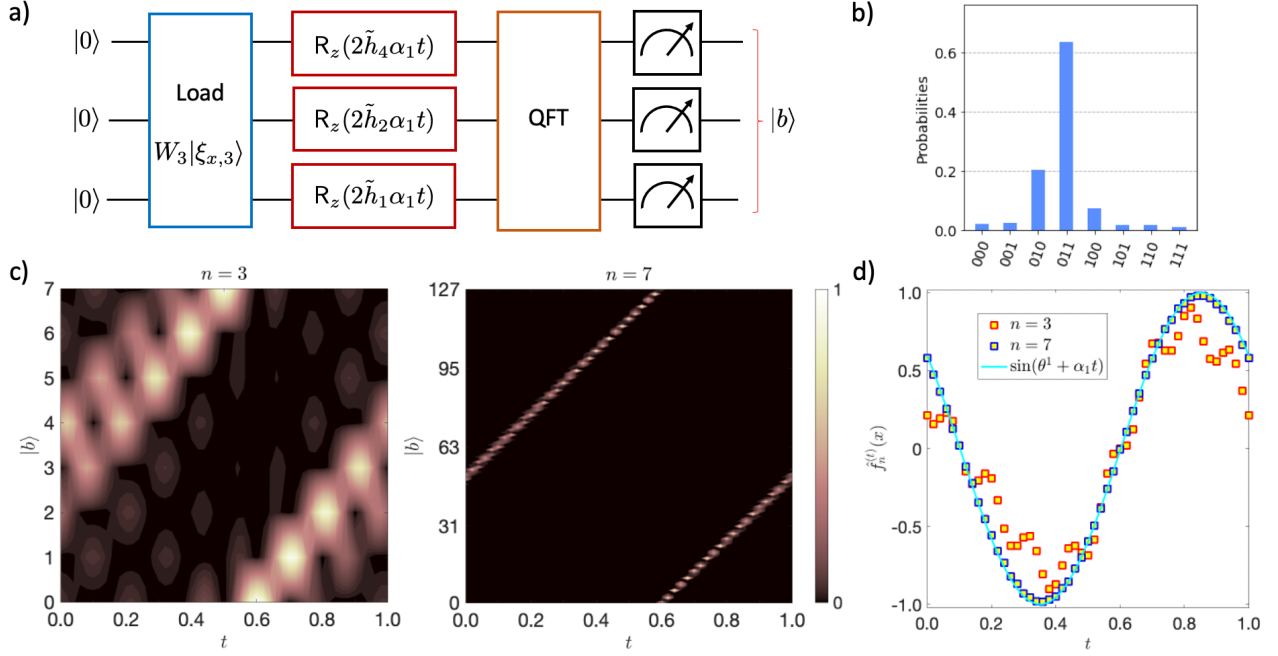 a)
|0⟩
|0⟩
|0⟩
Load
W₃|ξₓ,₃⟩
R_z(2h̃₄α₁t)
R_z(2h̃₂α₁t)
R_z(2h̃₁α₁t)
QFT
|b⟩
b)
Probabilities
0.6
0.4
0.2
0.0
000 001 010 011 100 101 110 111
c)
n = 3
|b⟩
7
6
5
4
3
2
1
0
0.0 0.2 0.4 0.6 0.8 1.0
t
n = 7
|b⟩
127
95
63
31
0
0.0 0.2 0.4 0.6 0.8 1.0
t
1
0
d)
f̂ₙ⁽ᵗ⁾(x)
1.0
0.5
0
-0.5
-1.0
n = 3
n = 7
sin(θ¹ + α₁t)
0.0 0.2 0.4 0.6 0.8 1.0
t